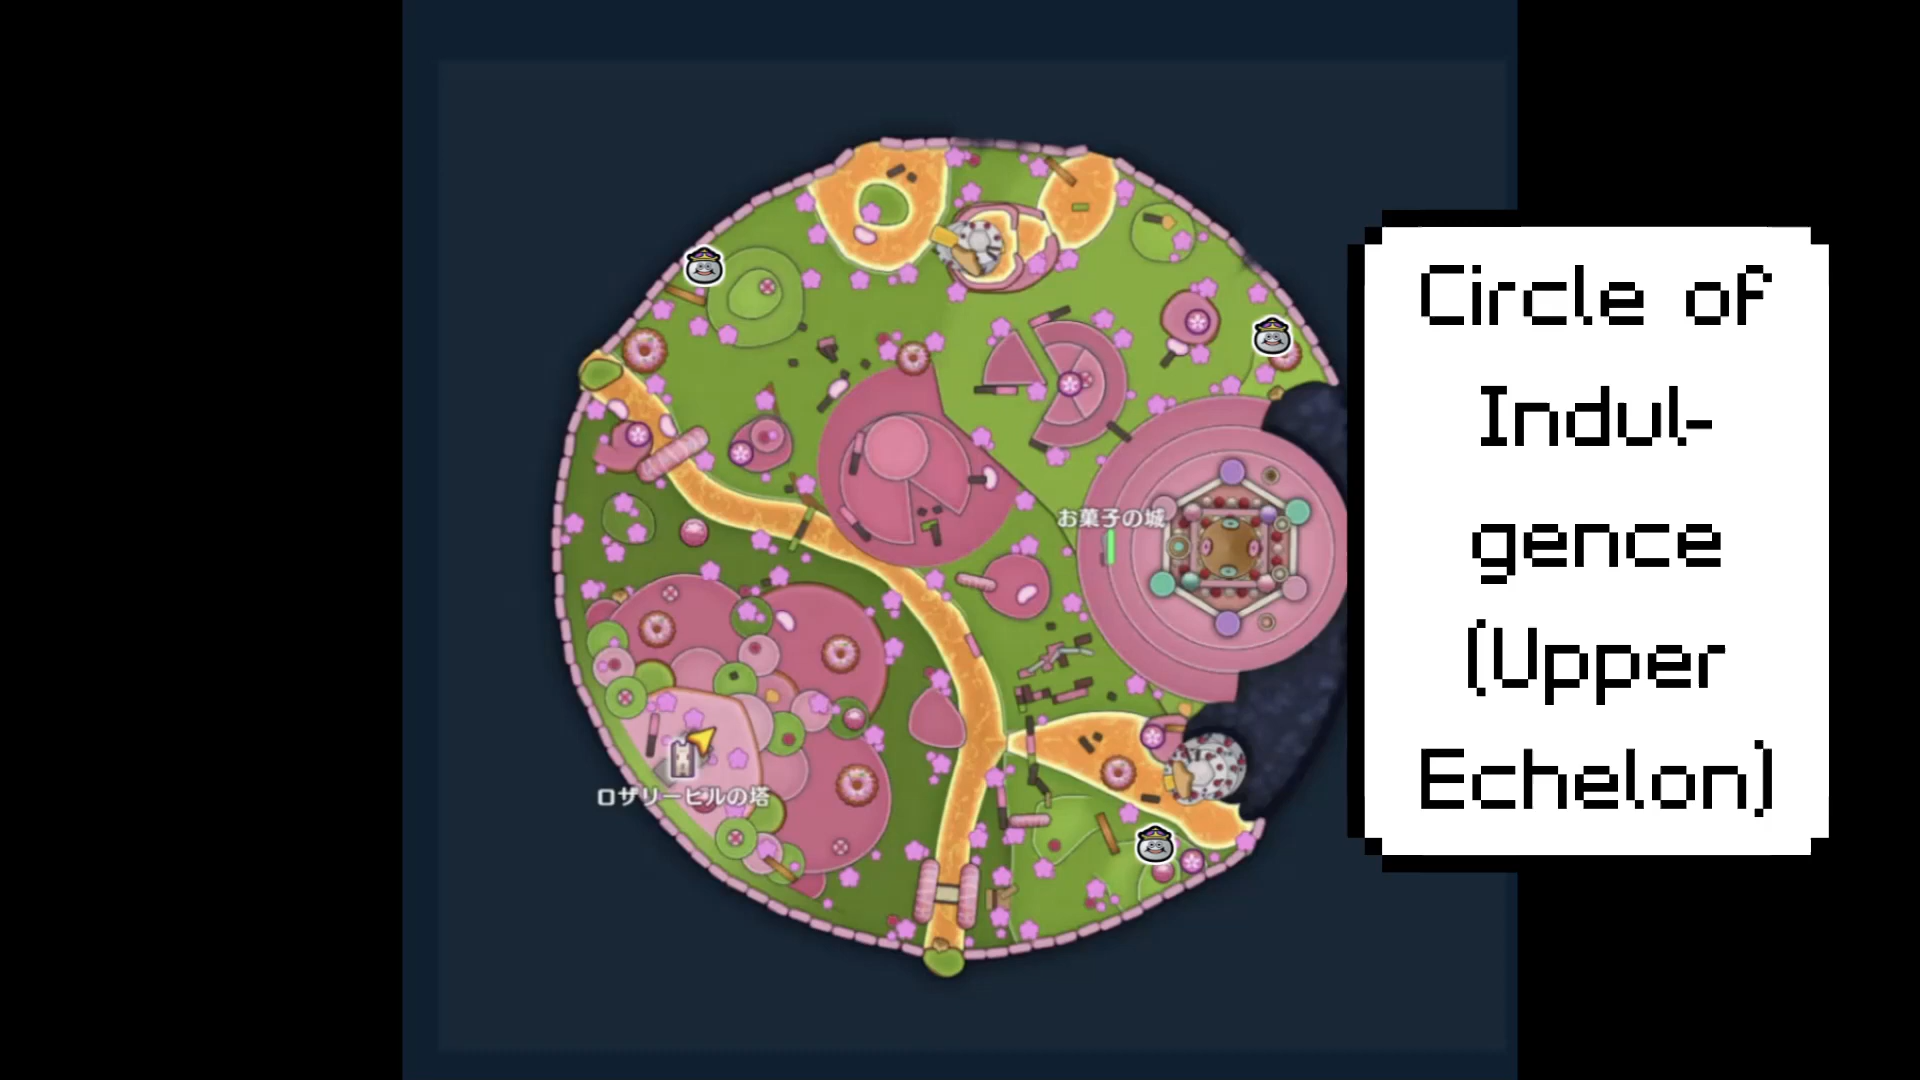 お菓子の城
ロザリーヒルの塔
Circle of
Indul-
gence
(Upper
Echelon)